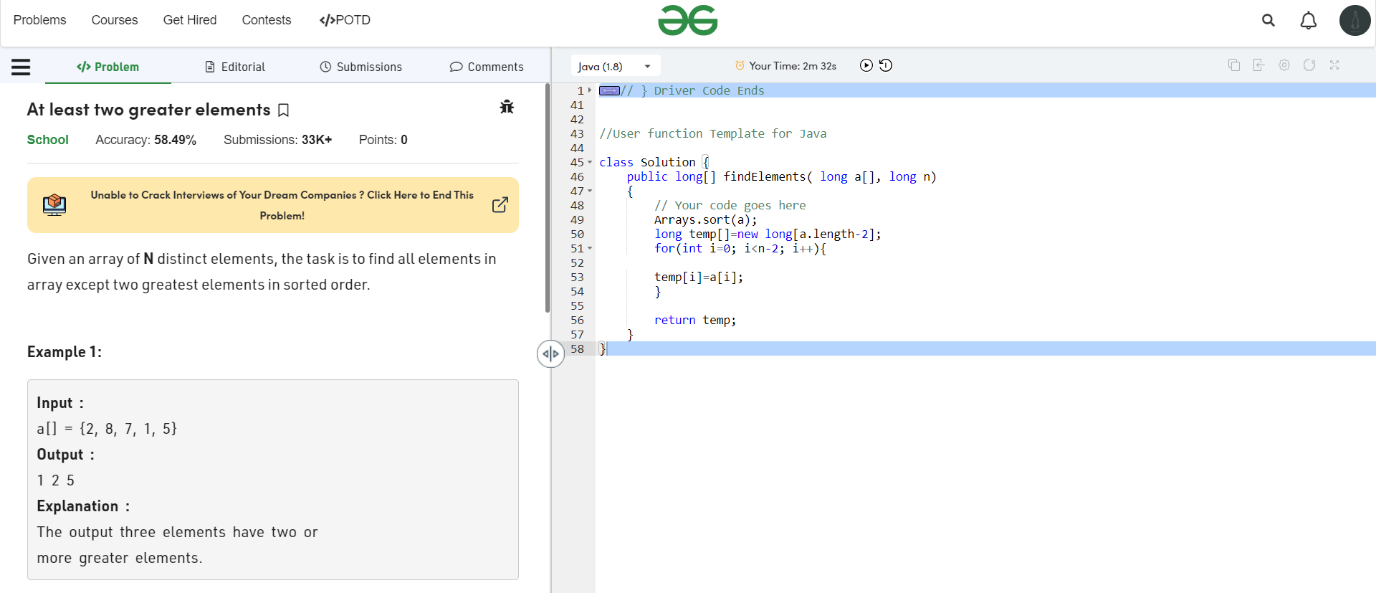 Problems Courses Get Hired Contests </>POTD
</> Problem Editorial Submissions Comments
At least two greater elements
School Accuracy: 58.49% Submissions: 33K+ Points: 0
Unable to Crack Interviews of Your Dream Companies ? Click Here to End This
Problem!
Given an array of N distinct elements, the task is to find all elements in
array except two greatest elements in sorted order.
Example 1:
Input :
a[] = {2, 8, 7, 1, 5}
Output :
1 2 5
Explanation :
The output three elements have two or
more greater elements.
Java (1.8) Your Time: 2m 32s
1 // } Driver Code Ends
41
42
43 //User function Template for Java
44
45 class Solution {
46 public long[] findElements( long a[], long n)
47 {
48 // Your code goes here
49 Arrays.sort(a);
50 long temp[]=new long[a.length-2];
51 for(int i=0; i<n-2; i++){
52
53 temp[i]=a[i];
54 }
55
56 return temp;
57 }
58 }